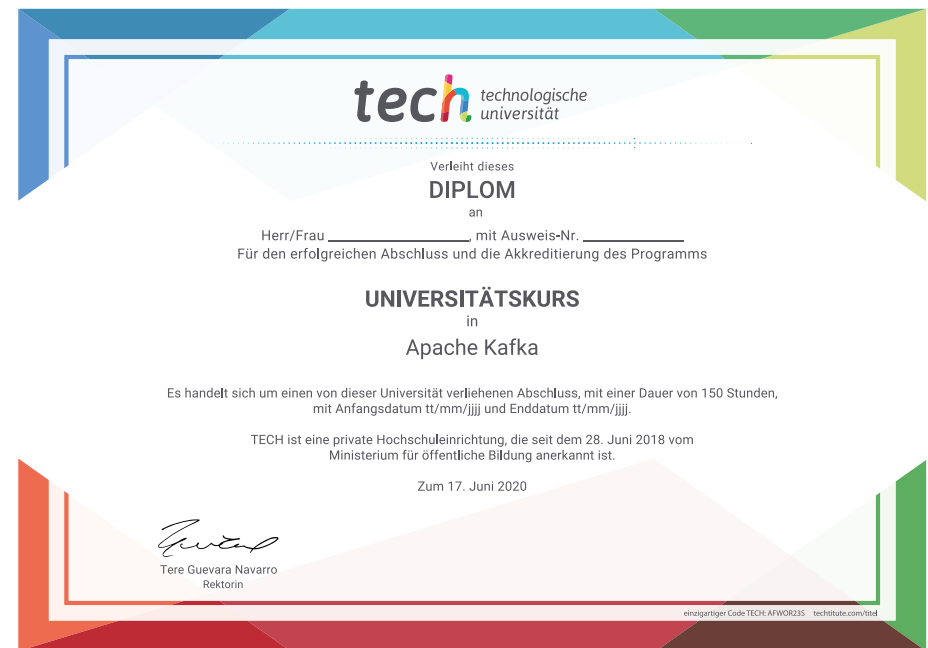 tech technologische
universität
Verleiht dieses
DIPLOM
an
Herr/Frau ____________, mit Ausweis-Nr. ____________
Für den erfolgreichen Abschluss und die Akkreditierung des Programms
UNIVERSITÄTSKURS
in
Apache Kafka
Es handelt sich um einen von dieser Universität verliehenen Abschluss, mit einer Dauer von 150 Stunden,
mit Anfangsdatum tt/mm/jjjj und Enddatum tt/mm/jjjj.
TECH ist eine private Hochschuleinrichtung, die seit dem 28. Juni 2018 vom
Ministerium für öffentliche Bildung anerkannt ist.
Zum 17. Juni 2020
Tere Guevara Navarro
Rektorin
einzigartiger Code TECH: AFWOR23S techtitute.com/titel